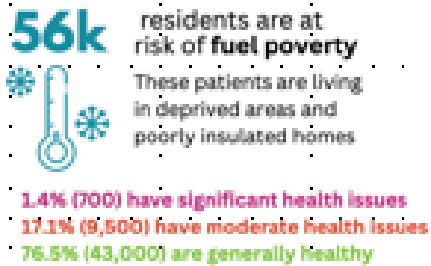 56k residents are at
risk of fuel poverty
These patients are living
in deprived areas and
poorly insulated homes
1.4% (700) have significant health issues
17.1% (9,500) have moderate health issues
76.5% (43,000) are generally healthy